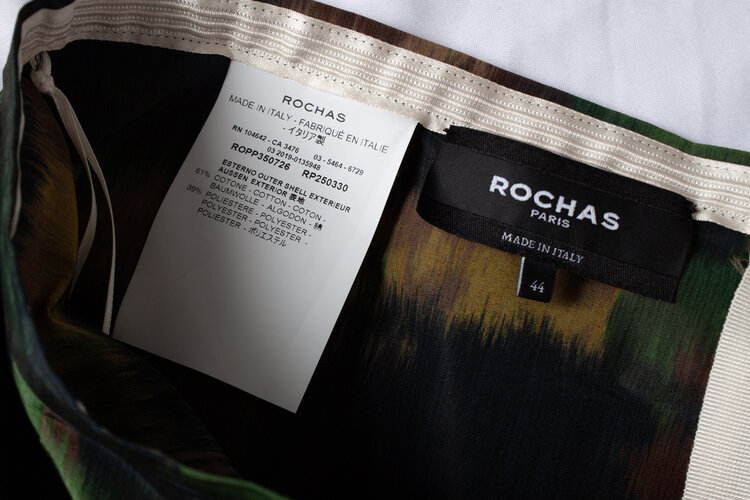 ROCHAS
MADE IN ITALY - FABRIQUÉ EN ITALIE
- イタリア製
RN 104642 - CA 3476 03 - 5464 - 6729
03 2019-0135948
ROPP350726 RP250330
ESTERNO OUTER SHELL EXTERIEUR
AUSSEN EXTERIOR 表地
61% COTONE - COTTON - COTON -
BAUMWOLLE - ALGODON - 綿
39% POLIESTERE - POLYESTER -
POLYESTER - POLYESTER -
POLIESTER - ポリエステル
ROCHAS
PARIS
MADE IN ITALY
44